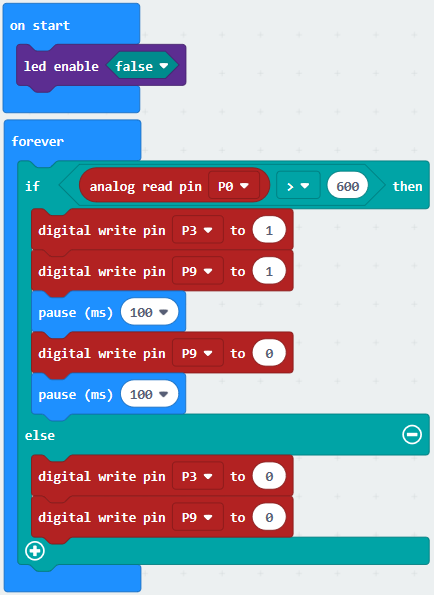 on start
led enable false
forever
if analog read pin P0 > 600 then
digital write pin P3 to 1
digital write pin P9 to 1
pause (ms) 100
digital write pin P9 to 0
pause (ms) 100
else
digital write pin P3 to 0
digital write pin P9 to 0